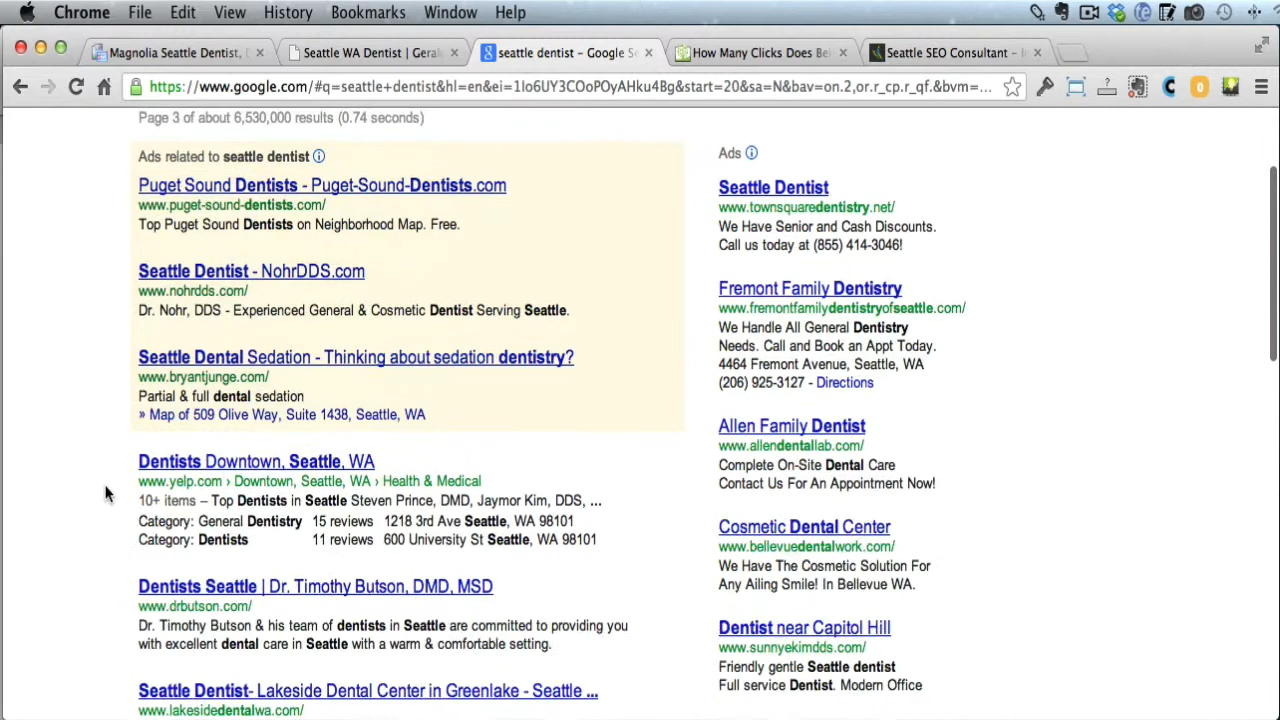 Chrome File Edit View History Bookmarks Window Help
Magnolia Seattle Dentist,
Seattle WA Dentist | Geral
seattle dentist – Google Se
How Many Clicks Does Bei
Seattle SEO Consultant – I
https://www.google.com/#q=seattle+dentist&hl=en&ei=1Io6UY3COoPOyAHku4Bg&start=20&sa=N&bav=on.2,or.r_cp.r_qf.&bvm=...
Page 3 of about 6,530,000 results (0.74 seconds)
Ads related to seattle dentist
Puget Sound Dentists - Puget-Sound-Dentists.com
www.puget-sound-dentists.com/
Top Puget Sound Dentists on Neighborhood Map. Free.
Seattle Dentist - NohrDDS.com
www.nohrdds.com/
Dr. Nohr, DDS - Experienced General & Cosmetic Dentist Serving Seattle.
Seattle Dental Sedation - Thinking about sedation dentistry?
www.bryantjunge.com/
Partial & full dental sedation
» Map of 509 Olive Way, Suite 1438, Seattle, WA
Dentists Downtown, Seattle, WA
www.yelp.com › Downtown, Seattle, WA › Health & Medical
10+ items – Top Dentists in Seattle Steven Prince, DMD, Jaymor Kim, DDS, ...
Category: General Dentistry 15 reviews 1218 3rd Ave Seattle, WA 98101
Category: Dentists 11 reviews 600 University St Seattle, WA 98101
Dentists Seattle | Dr. Timothy Butson, DMD, MSD
www.drbutson.com/
Dr. Timothy Butson & his team of dentists in Seattle are committed to providing you
with excellent dental care in Seattle with a warm & comfortable setting.
Seattle Dentist- Lakeside Dental Center in Greenlake - Seattle ...
www.lakesidedentalwa.com/
Ads
Seattle Dentist
www.townsquaredentistry.net/
We Have Senior and Cash Discounts.
Call us today at (855) 414-3046!
Fremont Family Dentistry
www.fremontfamilydentistryofseattle.com/
We Handle All General Dentistry
Needs. Call and Book an Appt Today.
4464 Fremont Avenue, Seattle, WA
(206) 925-3127 - Directions
Allen Family Dentist
www.allendentallab.com/
Complete On-Site Dental Care
Contact Us For An Appointment Now!
Cosmetic Dental Center
www.bellevuedentalwork.com/
We Have The Cosmetic Solution For
Any Ailing Smile! In Bellevue WA.
Dentist near Capitol Hill
www.sunnyekimdds.com/
Friendly gentle Seattle dentist
Full service Dentist. Modern Office